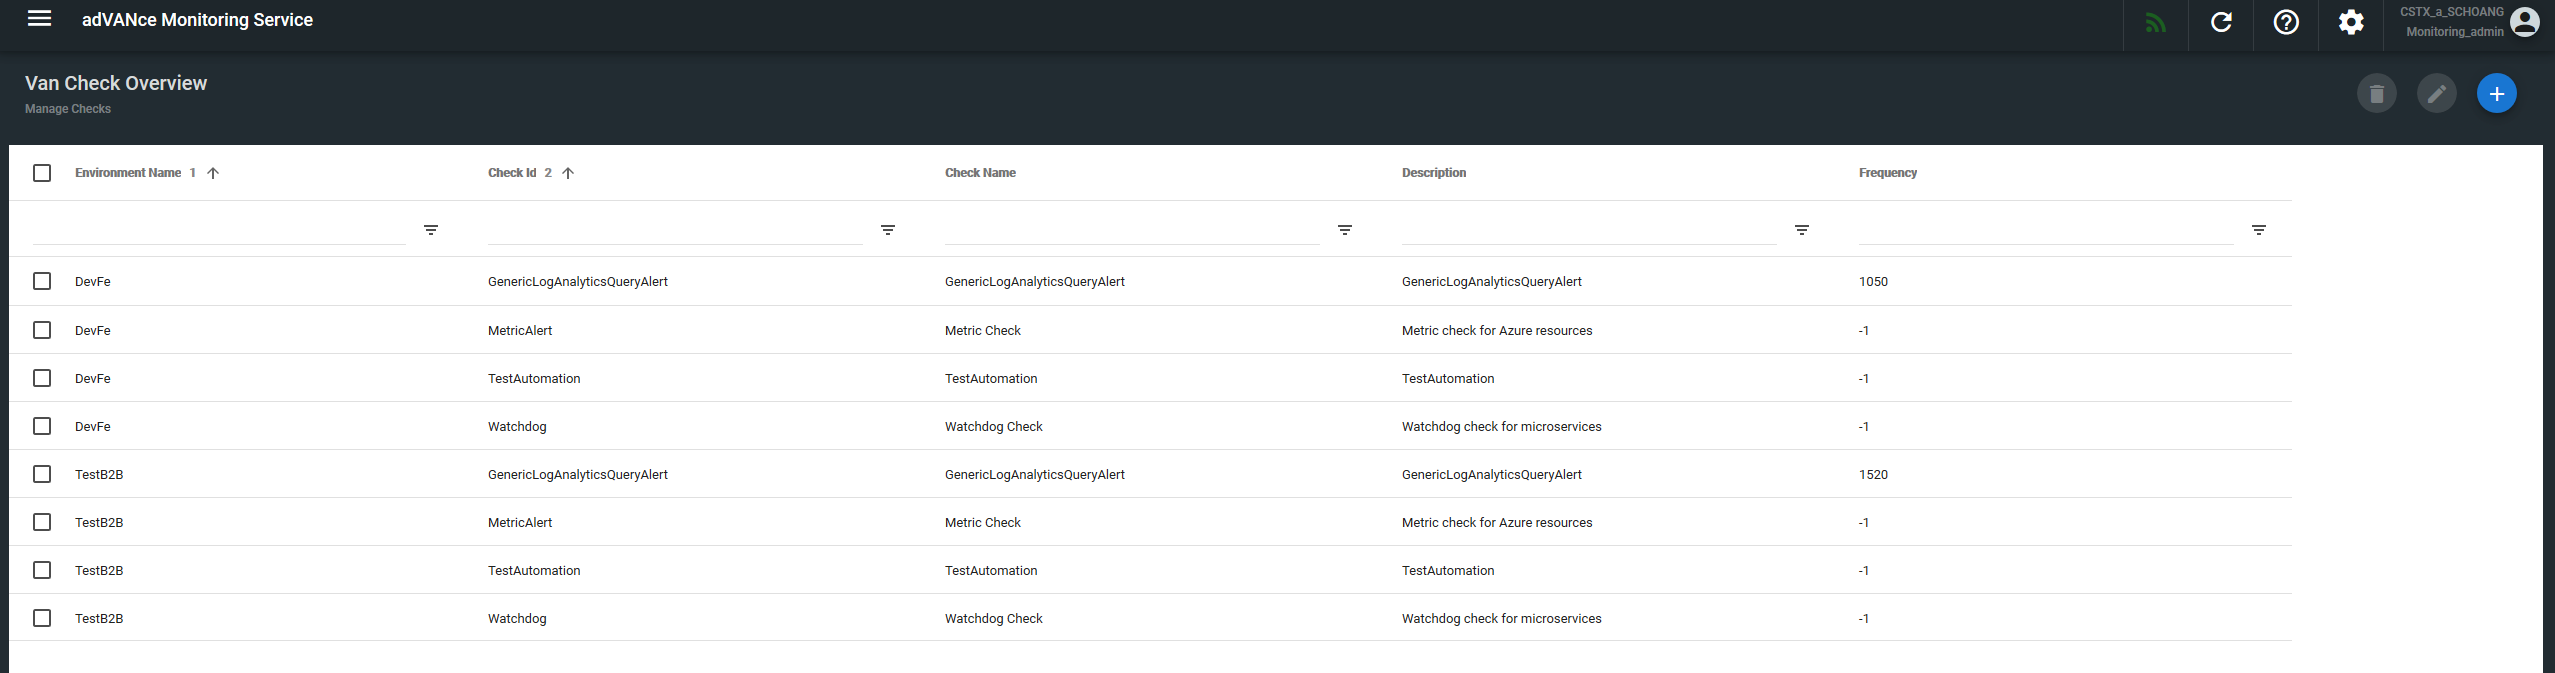 adVANce Monitoring Service
CSTX_a_SCHOANG
Monitoring_admin
Van Check Overview
Manage Checks
Environment Name 1 Check Id 2 Check Name Description Frequency
DevFe GenericLogAnalyticsQueryAlert GenericLogAnalyticsQueryAlert GenericLogAnalyticsQueryAlert 1050
DevFe MetricAlert Metric Check Metric check for Azure resources -1
DevFe TestAutomation TestAutomation TestAutomation -1
DevFe Watchdog Watchdog Check Watchdog check for microservices -1
TestB2B GenericLogAnalyticsQueryAlert GenericLogAnalyticsQueryAlert GenericLogAnalyticsQueryAlert 1520
TestB2B MetricAlert Metric Check Metric check for Azure resources -1
TestB2B TestAutomation TestAutomation TestAutomation -1
TestB2B Watchdog Watchdog Check Watchdog check for microservices -1